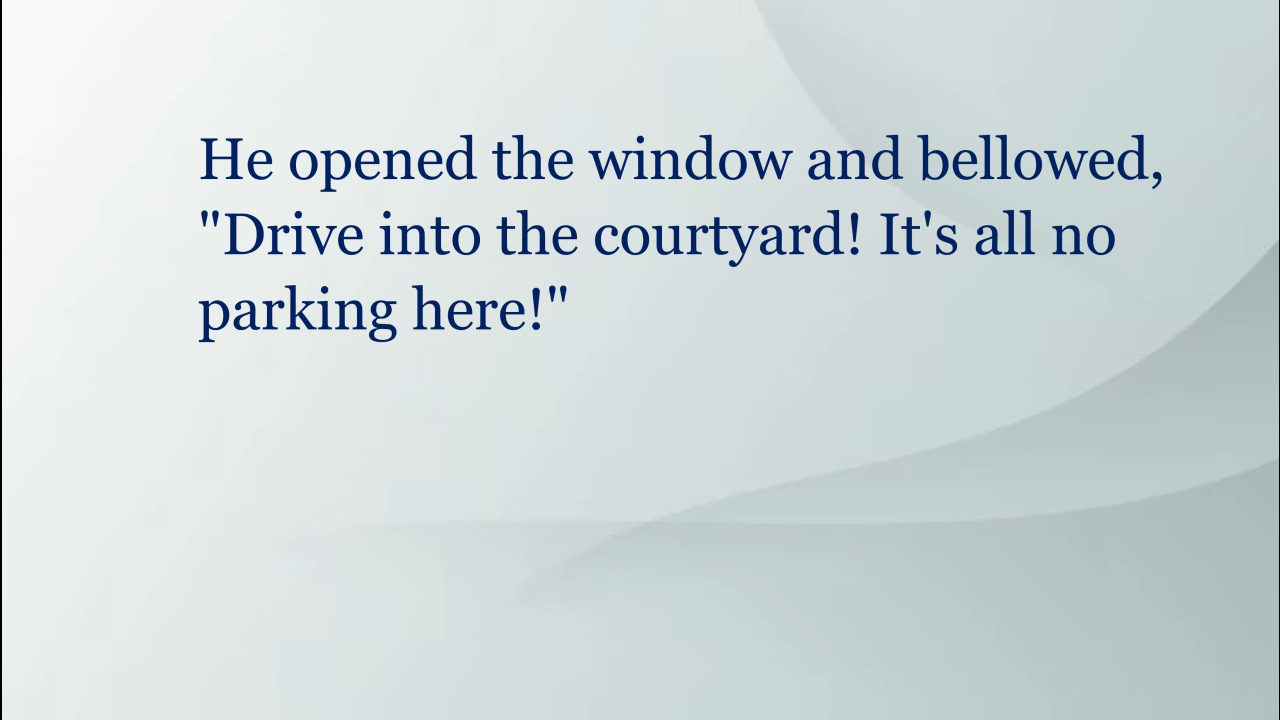 He opened the window and bellowed,
"Drive into the courtyard! It's all no
parking here!"